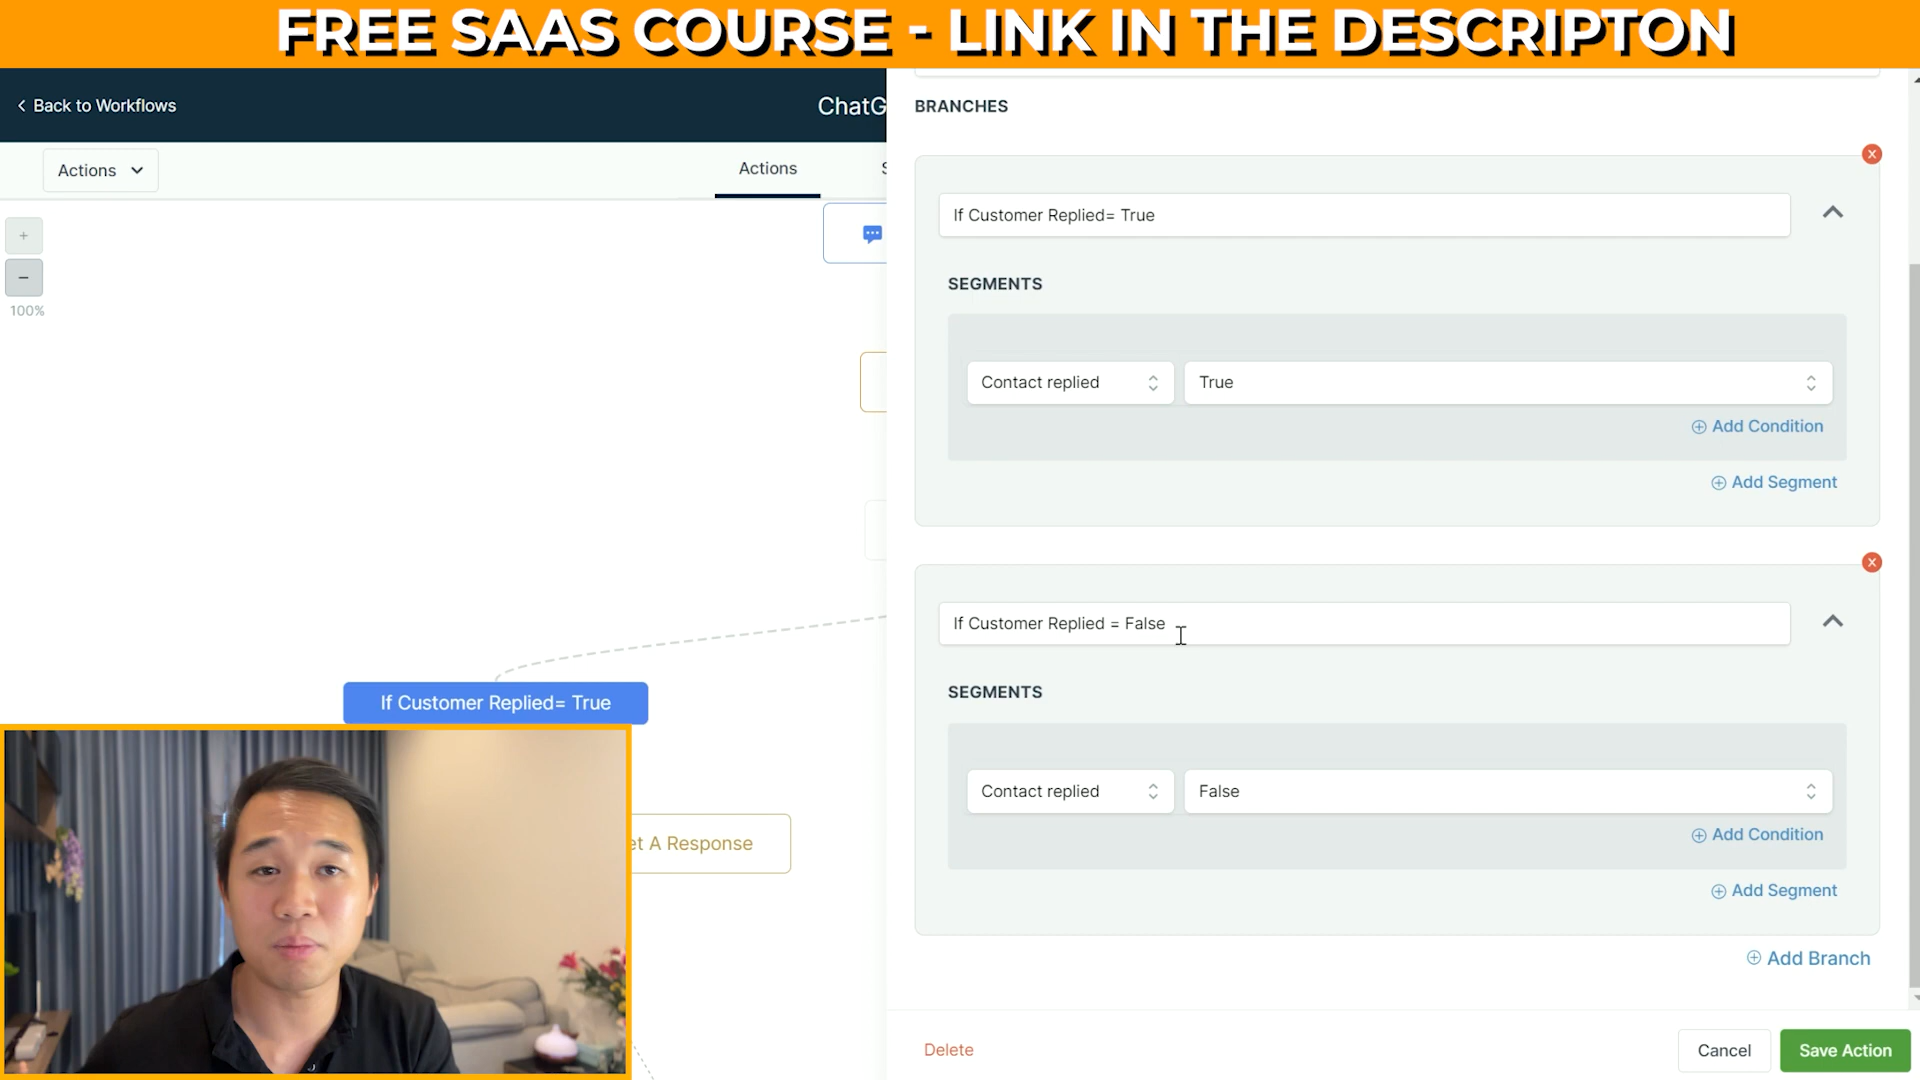 FREE SAAS COURSE - LINK IN THE DESCRIPTON
Back to Workflows
ChatG
Actions
Actions
100%
If Customer Replied= True
et A Response
BRANCHES
If Customer Replied= True
SEGMENTS
Contact replied
True
Add Condition
Add Segment
If Customer Replied = False
SEGMENTS
Contact replied
False
Add Condition
Add Segment
Add Branch
Delete
Cancel
Save Action